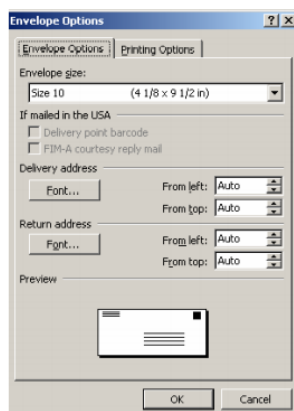 Envelope Options
Envelope Options Printing Options
Envelope size:
Size 10 (4 1/8 x 9 1/2 in)
If mailed in the USA
Delivery point barcode
FIM-A courtesy reply mail
Delivery address
Font... From left: Auto
From top: Auto
Return address
Font... From left: Auto
From top: Auto
Preview
OK Cancel